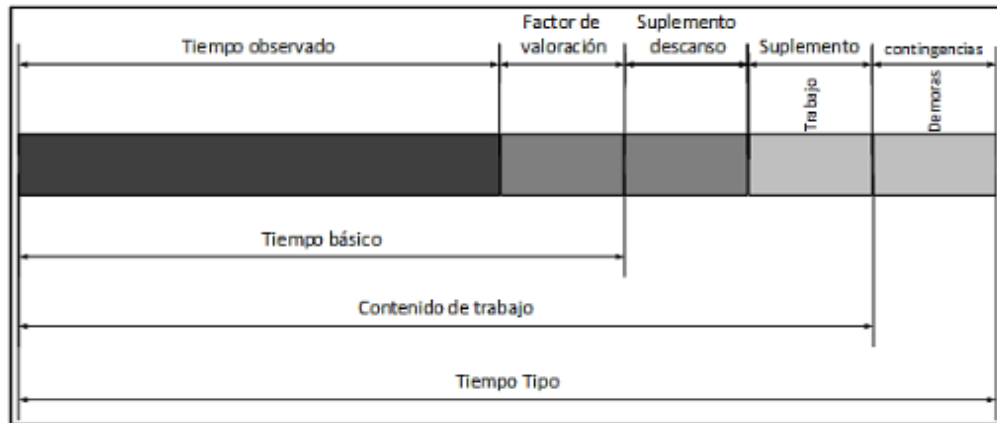 Tiempo observado
Factor de
valoración
Suplemento
descanso
Suplemento
contingencias
Trabajo
Demoras
Tiempo básico
Contenido de trabajo
Tiempo Tipo